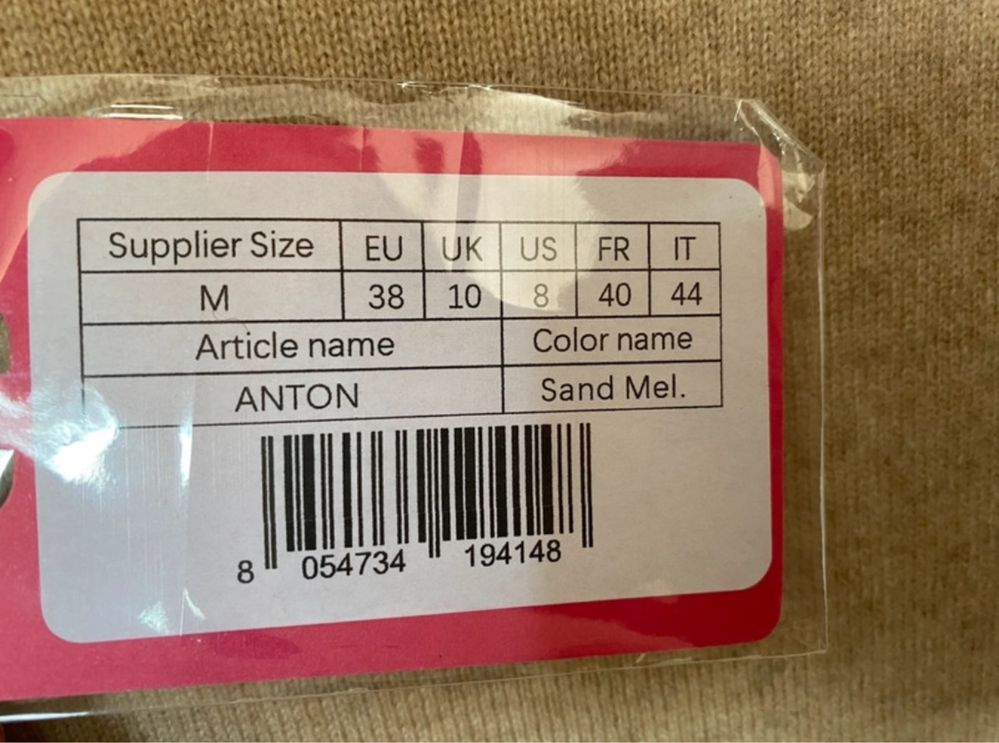 Supplier Size EU UK US FR IT
M 38 10 8 40 44
Article name Color name
ANTON Sand Mel.
8 054734 194148